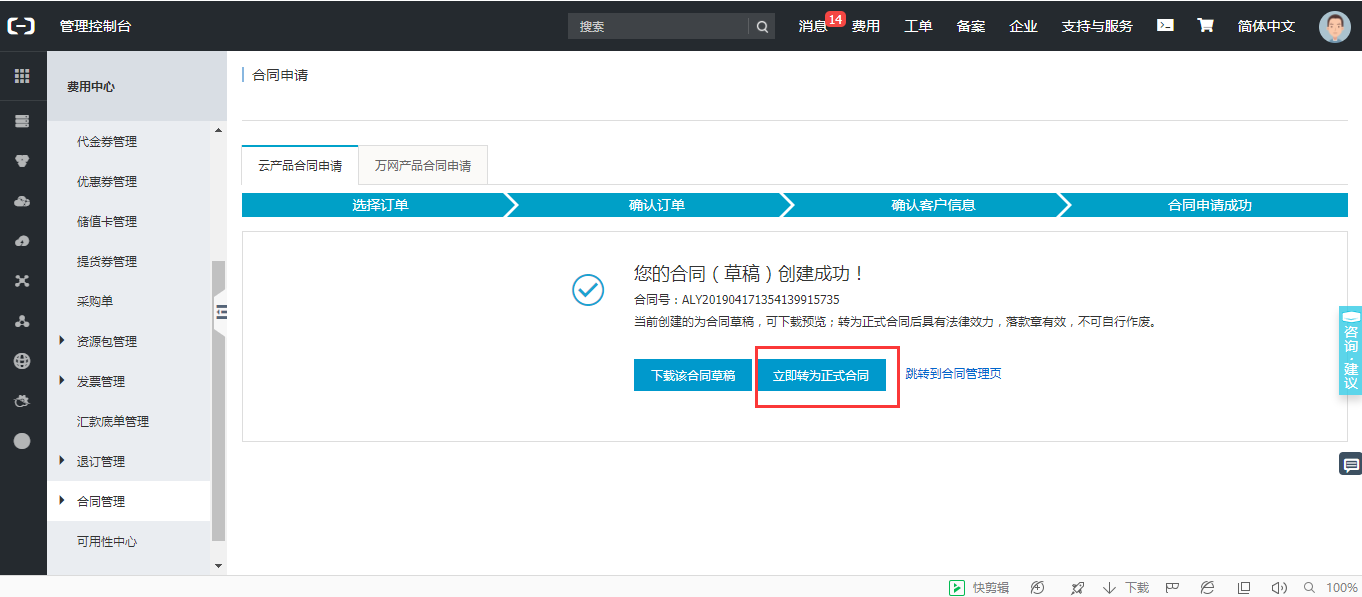 管理控制台
搜索
消息 14 费用 工单 备案 企业 支持与服务 简体中文
费用中心
代金券管理
优惠券管理
储值卡管理
提货券管理
采购单
资源包管理
发票管理
汇款底单管理
退订管理
合同管理
可用性中心
合同申请
云产品合同申请 万网产品合同申请
选择订单 确认订单 确认客户信息 合同申请成功
您的合同（草稿）创建成功！
合同号：ALY201904171354139915735
当前创建的为合同草稿，可下载预览；转为正式合同后具有法律效力，落款章有效，不可自行作废。
下载该合同草稿 立即转为正式合同 跳转到合同管理页
咨询·建议
快剪辑 下载 100%